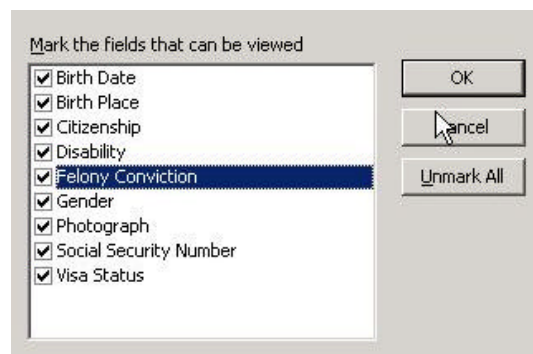 Mark the fields that can be viewed
Birth Date
Birth Place
Citizenship
Disability
Felony Conviction
Gender
Photograph
Social Security Number
Visa Status
OK
Cancel
Unmark All